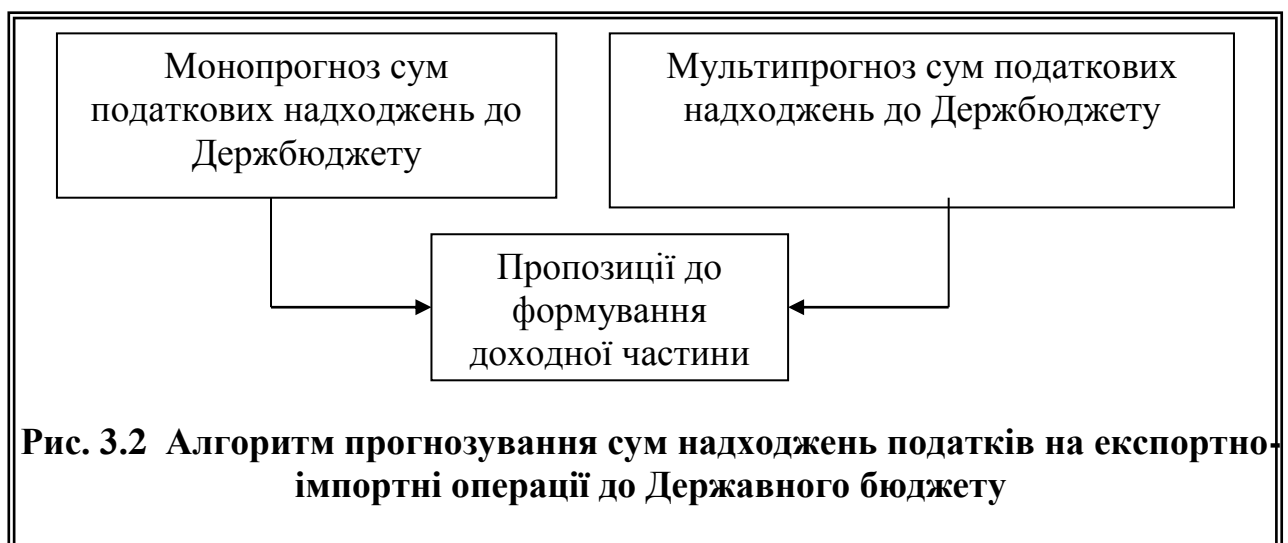 Монопрогноз сум
податкових надходжень до
Держбюджету
Мультипрогноз сум податкових
надходжень до Держбюджету
Пропозиції до
формування
доходної частини
Рис. 3.2  Алгоритм прогнозування сум надходжень податків на експортно-
імпортні операції до Державного бюджету